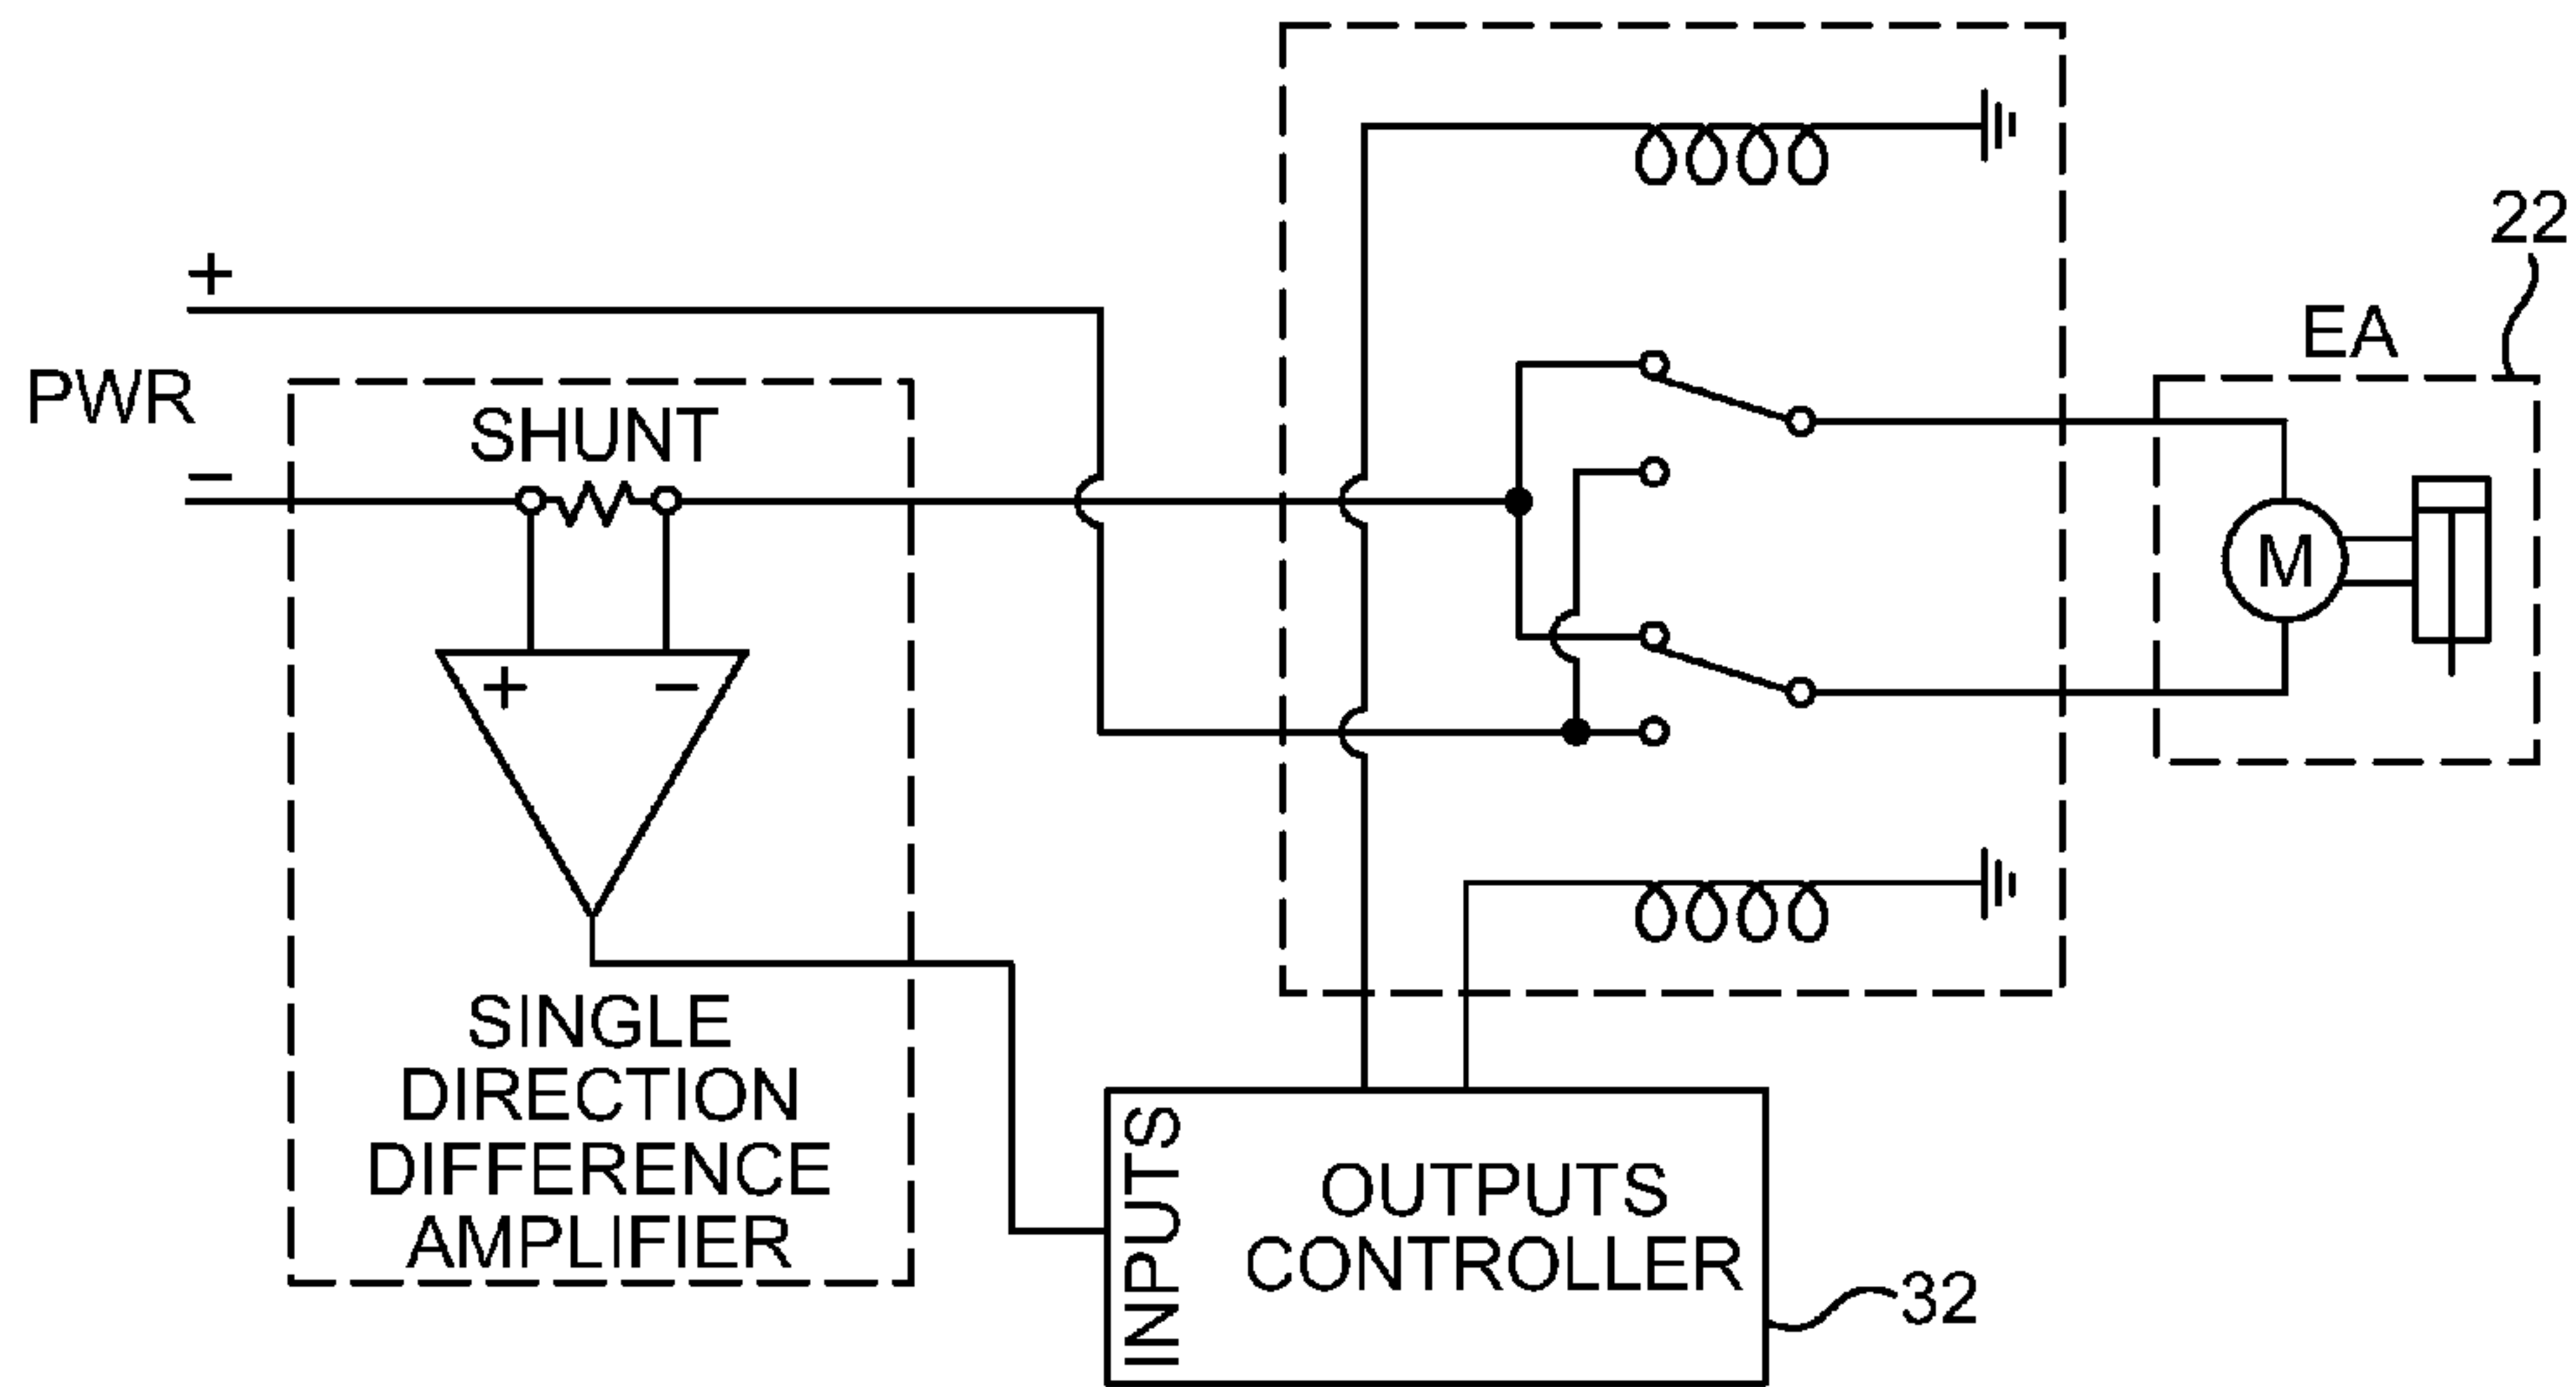 22
+
EA
PWR
−
SHUNT
M
+ −
SINGLE
DIRECTION
DIFFERENCE
AMPLIFIER
INPUTS
OUTPUTS
CONTROLLER
32